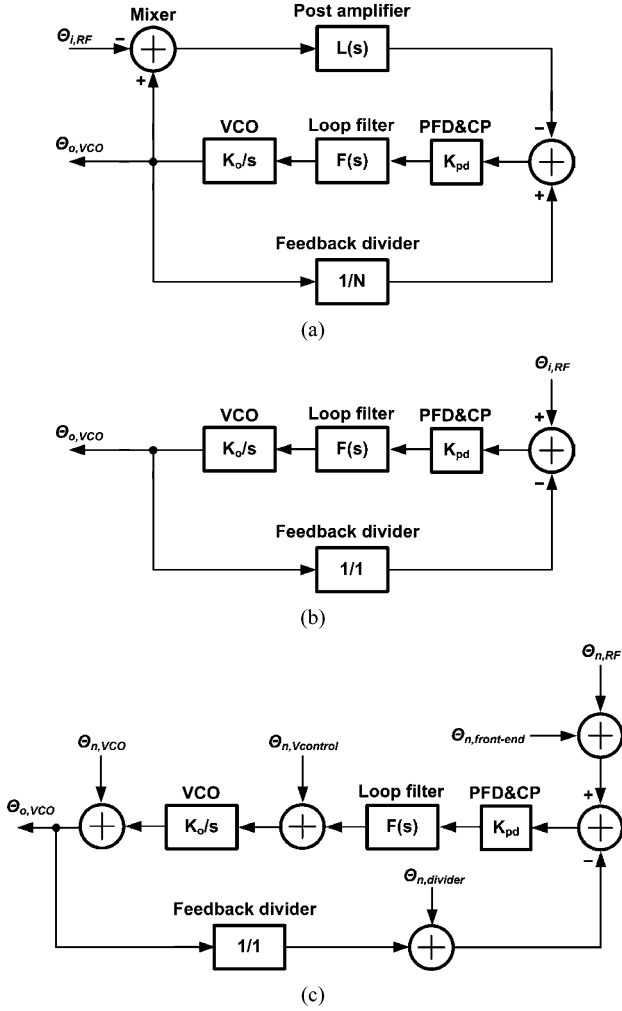 Mixer
Post amplifier
Θi,RF
−
+
L(s)
Θo,VCO
VCO
Loop filter
PFD&CP
Ko/s
F(s)
Kpd
−
+
Feedback divider
1/N
(a)
Θi,RF
Θo,VCO
VCO
Loop filter
PFD&CP
+
Ko/s
F(s)
Kpd
−
Feedback divider
1/1
(b)
Θn,RF
Θn,VCO
Θn,Vcontrol
Θn,front-end
Θo,VCO
VCO
Loop filter
PFD&CP
+
Ko/s
F(s)
Kpd
−
Θn,divider
Feedback divider
1/1
(c)